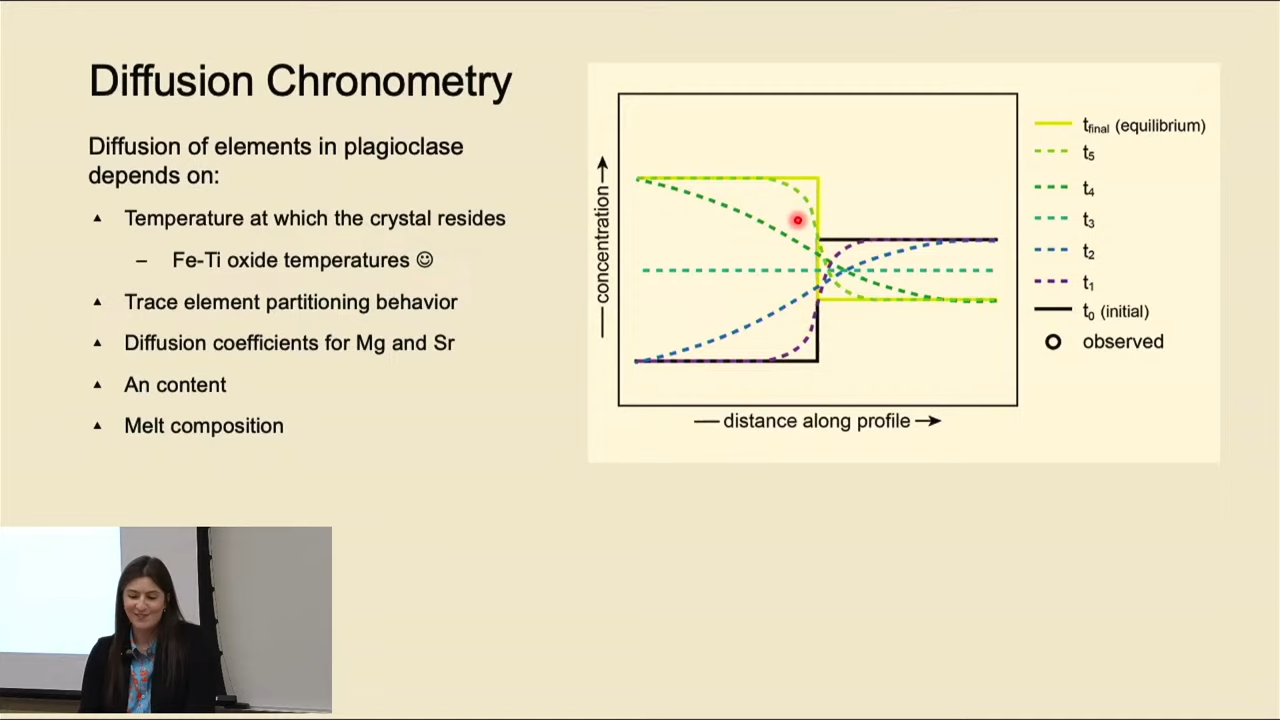 Diffusion Chronometry
Diffusion of elements in plagioclase
depends on:
▲ Temperature at which the crystal resides
– Fe-Ti oxide temperatures ☺
▲ Trace element partitioning behavior
▲ Diffusion coefficients for Mg and Sr
▲ An content
▲ Melt composition
— concentration →
— distance along profile →
tfinal (equilibrium)
t5
t4
t3
t2
t1
t0 (initial)
observed